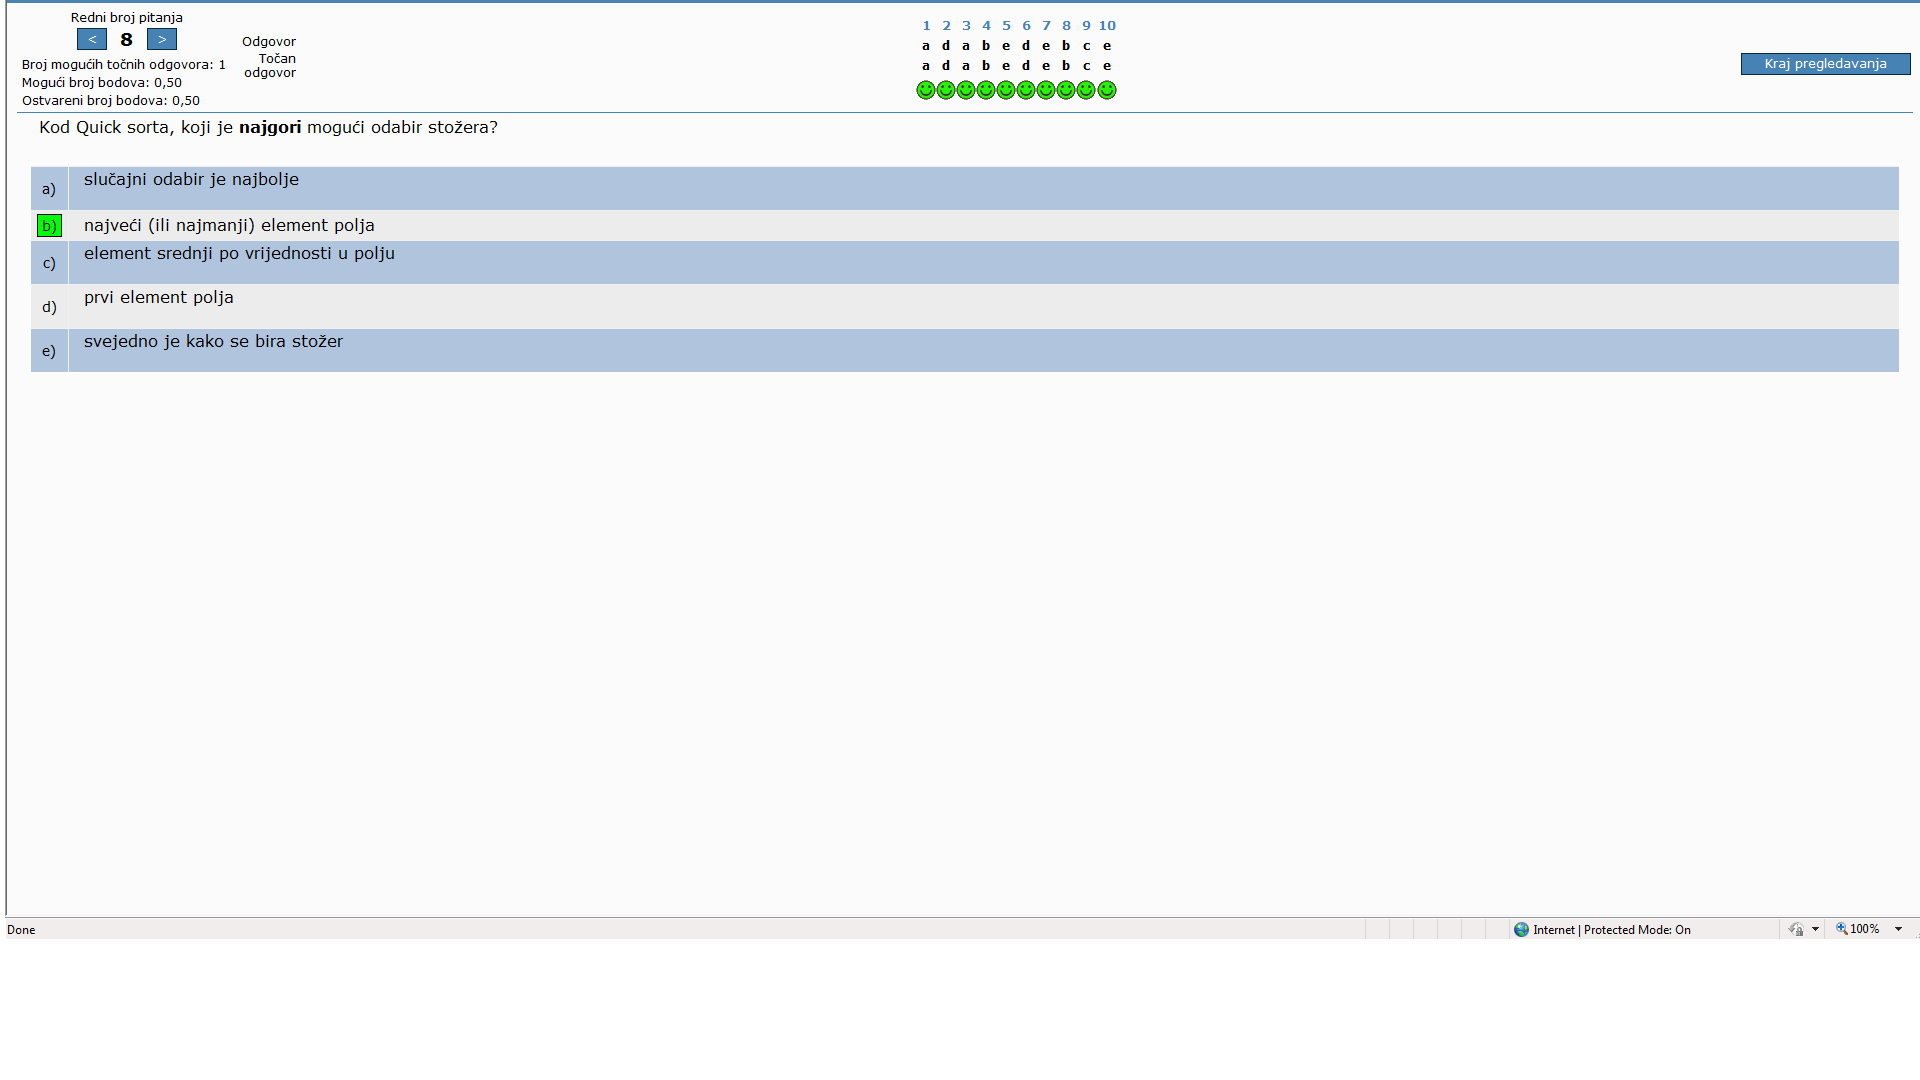 Redni broj pitanja
< 8 >
Broj mogućih točnih odgovora: 1
Mogući broj bodova: 0,50
Ostvareni broj bodova: 0,50
Odgovor
Točan
odgovor
1 2 3 4 5 6 7 8 9 10
a d a b e d e b c e
a d a b e d e b c e
Kraj pregledavanja
Kod Quick sorta, koji je najgori mogući odabir stožera?
a) slučajni odabir je najbolje
b) najveći (ili najmanji) element polja
c) element srednji po vrijednosti u polju
d) prvi element polja
e) svejedno je kako se bira stožer
Done
Internet | Protected Mode: On
100%